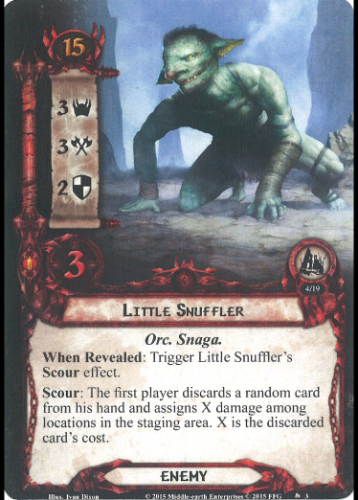 15
3
3
2
3
4/19
Little Snuffler
Orc. Snaga.
When Revealed: Trigger Little Snuffler's
Scour effect.
Scour: The first player discards a random card
from his hand and assigns X damage among
locations in the staging area. X is the discarded
card's cost.
ENEMY
Illus. Ivan Dixon © 2015 Middle-earth Enterprises © 2015 FFG 3